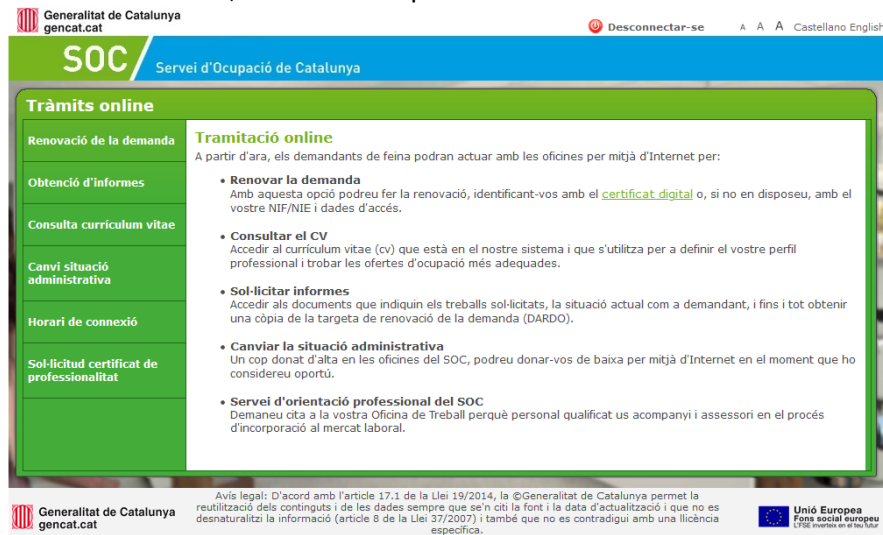 Generalitat de Catalunya
gencat.cat
Desconnectar-se
A A A Castellano English
SOC
Servei d'Ocupació de Catalunya
Tràmits online
Renovació de la demanda
Obtenció d'informes
Consulta currículum vitae
Canvi situació
administrativa
Horari de connexió
Sol·licitud certificat de
professionalitat
Tramitació online
A partir d'ara, els demandants de feina podran actuar amb les oficines per mitjà d'Internet per:
• Renovar la demanda
Amb aquesta opció podreu fer la renovació, identificant-vos amb el certificat digital o, si no en disposeu, amb el
vostre NIF/NIE i dades d'accés.
• Consultar el CV
Accedir al currículum vitae (cv) que està en el nostre sistema i que s'utilitza per a definir el vostre perfil
professional i trobar les ofertes d'ocupació més adequades.
• Sol·licitar informes
Accedir als documents que indiquin els treballs sol·licitats, la situació actual com a demandant, i fins i tot obtenir
una còpia de la targeta de renovació de la demanda (DARDO).
• Canviar la situació administrativa
Un cop donat d'alta en les oficines del SOC, podreu donar-vos de baixa per mitjà d'Internet en el moment que ho
considereu oportú.
• Servei d'orientació professional del SOC
Demaneu cita a la vostra Oficina de Treball perquè personal qualificat us acompanyi i assessori en el procés
d'incorporació al mercat laboral.
Generalitat de Catalunya
gencat.cat
Avís legal: D'acord amb l'article 17.1 de la Llei 19/2014, la ©Generalitat de Catalunya permet la
reutilització dels continguts i de les dades sempre que se'n citi la font i la data d'actualització i que no es
desnaturalitzi la informació (article 8 de la Llei 37/2007) i també que no es contradigui amb una llicència
específica.
Unió Europea
Fons social europeu
L'FSE inverteix en el teu futur